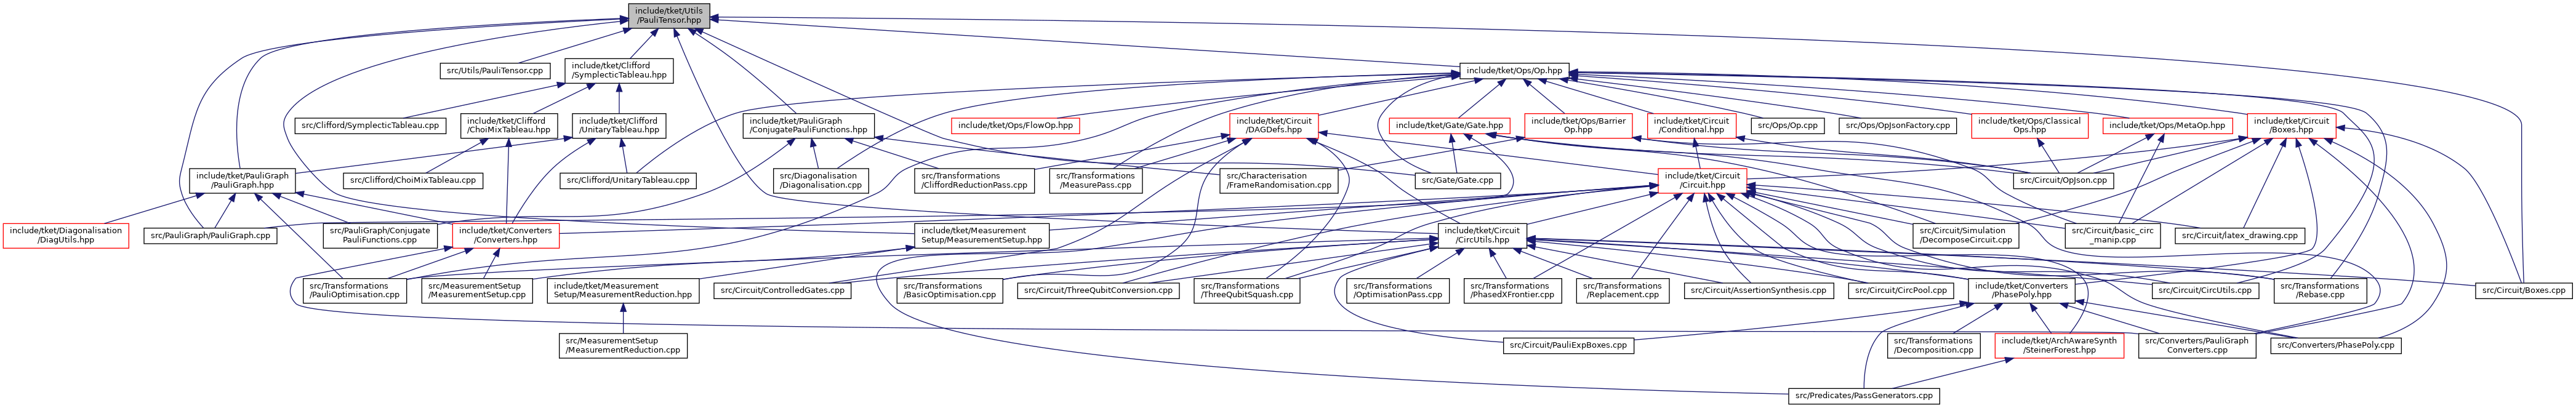 include/tket/Utils
/PauliTensor.hpp
src/Utils/PauliTensor.cpp
include/tket/Clifford
/SymplecticTableau.hpp
include/tket/Ops/Op.hpp
src/Clifford/SymplecticTableau.cpp
include/tket/Clifford
/ChoiMixTableau.hpp
include/tket/Clifford
/UnitaryTableau.hpp
include/tket/PauliGraph
/ConjugatePauliFunctions.hpp
include/tket/Ops/FlowOp.hpp
include/tket/Circuit
/DAGDefs.hpp
include/tket/Gate/Gate.hpp
include/tket/Ops/Barrier
Op.hpp
include/tket/Circuit
/Conditional.hpp
src/Ops/Op.cpp
src/Ops/OpJsonFactory.cpp
include/tket/Ops/Classical
Ops.hpp
include/tket/Ops/MetaOp.hpp
include/tket/Circuit
/Boxes.hpp
include/tket/PauliGraph
/PauliGraph.hpp
src/Clifford/ChoiMixTableau.cpp
src/Clifford/UnitaryTableau.cpp
src/Diagonalisation
/Diagonalisation.cpp
src/Transformations
/CliffordReductionPass.cpp
src/Transformations
/MeasurePass.cpp
src/Characterisation
/FrameRandomisation.cpp
src/Gate/Gate.cpp
include/tket/Circuit
/Circuit.hpp
src/Circuit/OpJson.cpp
include/tket/Diagonalisation
/DiagUtils.hpp
src/PauliGraph/PauliGraph.cpp
src/PauliGraph/Conjugate
PauliFunctions.cpp
include/tket/Converters
/Converters.hpp
include/tket/Measurement
Setup/MeasurementSetup.hpp
include/tket/Circuit
/CircUtils.hpp
src/Circuit/Simulation
/DecomposeCircuit.cpp
src/Circuit/basic_circ
_manip.cpp
src/Circuit/latex_drawing.cpp
src/Transformations
/PauliOptimisation.cpp
src/MeasurementSetup
/MeasurementSetup.cpp
include/tket/Measurement
Setup/MeasurementReduction.hpp
src/Circuit/ControlledGates.cpp
src/Transformations
/BasicOptimisation.cpp
src/Circuit/ThreeQubitConversion.cpp
src/Transformations
/ThreeQubitSquash.cpp
src/Transformations
/OptimisationPass.cpp
src/Transformations
/PhasedXFrontier.cpp
src/Transformations
/Replacement.cpp
src/Circuit/AssertionSynthesis.cpp
src/Circuit/CircPool.cpp
include/tket/Converters
/PhasePoly.hpp
src/Circuit/CircUtils.cpp
src/Transformations
/Rebase.cpp
src/Circuit/Boxes.cpp
src/MeasurementSetup
/MeasurementReduction.cpp
src/Circuit/PauliExpBoxes.cpp
src/Transformations
/Decomposition.cpp
include/tket/ArchAwareSynth
/SteinerForest.hpp
src/Converters/PauliGraph
Converters.cpp
src/Converters/PhasePoly.cpp
src/Predicates/PassGenerators.cpp